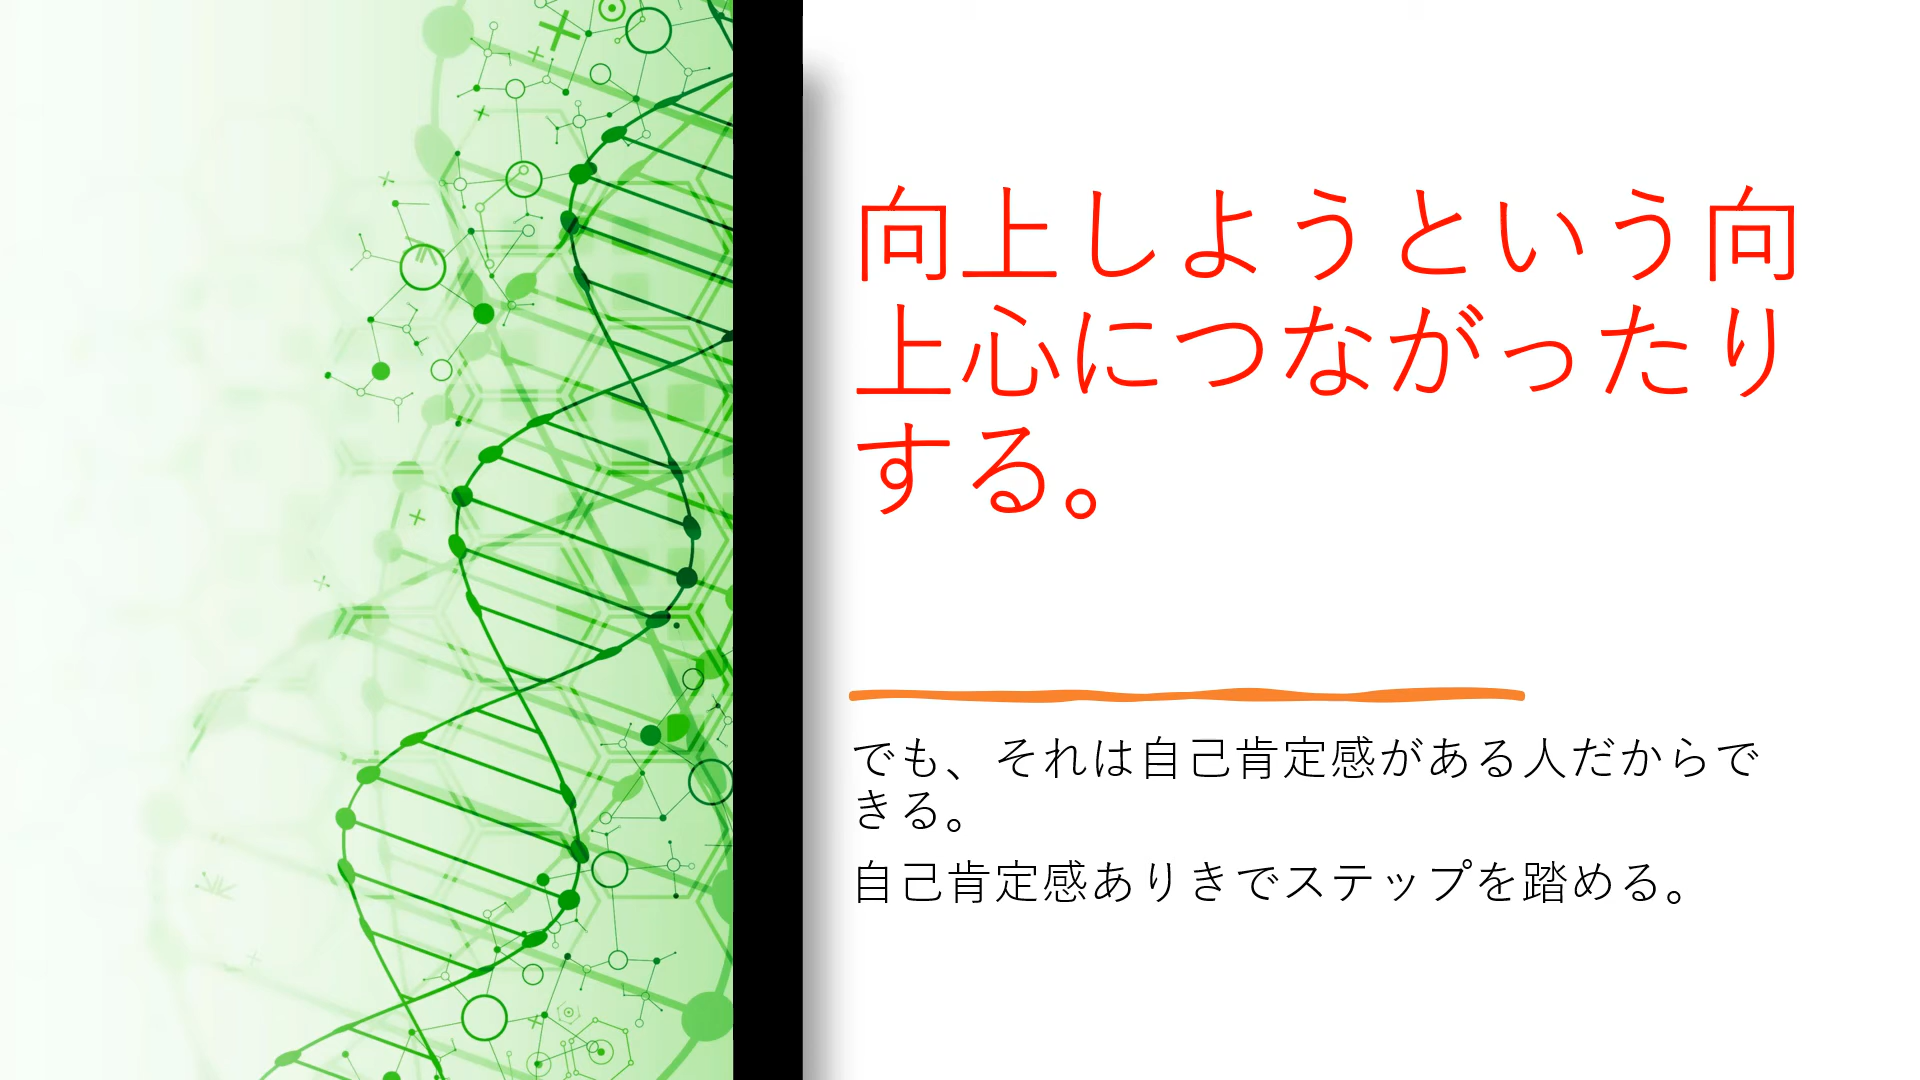 向上しようという向
上心につながったり
する。
でも、それは自己肯定感がある人だからで
きる。
自己肯定感ありきでステップを踏める。